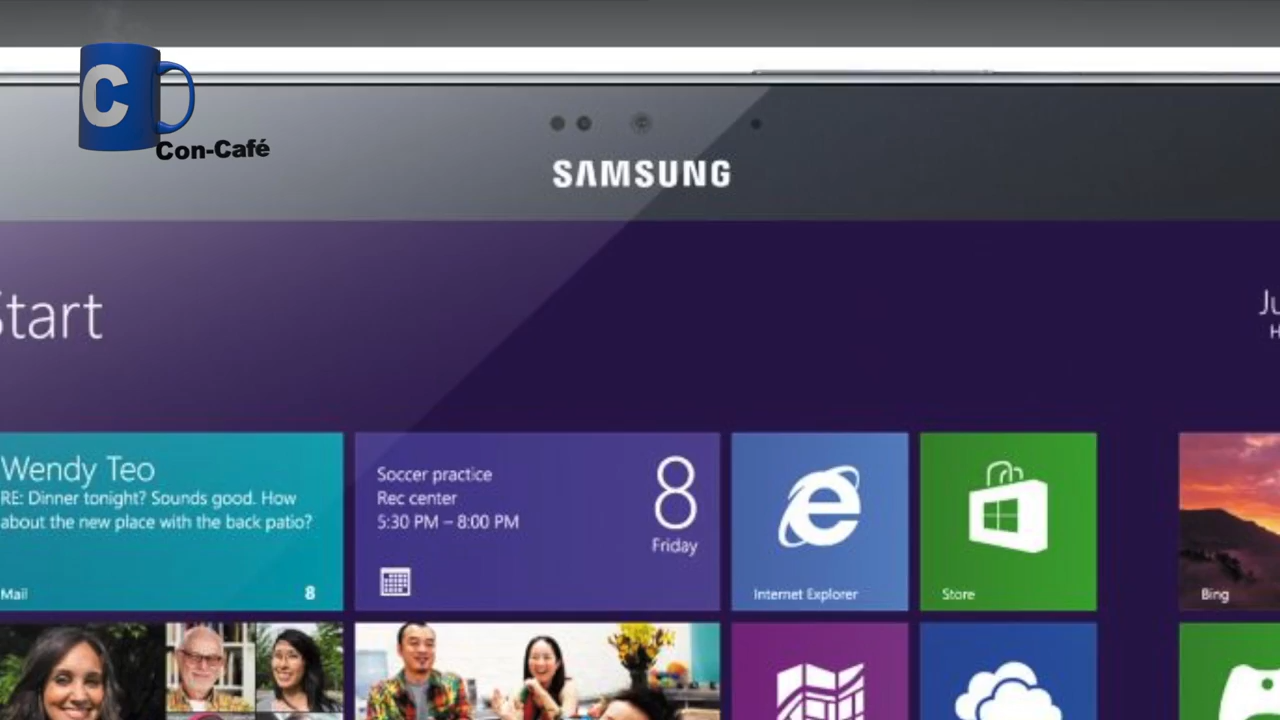 C
Con-Café
SAMSUNG
Start
Ju
H
Wendy Teo
RE: Dinner tonight? Sounds good. How
about the new place with the back patio?
Mail
8
Soccer practice
Rec center
5:30 PM – 8:00 PM
8
Friday
Internet Explorer
Store
Bing